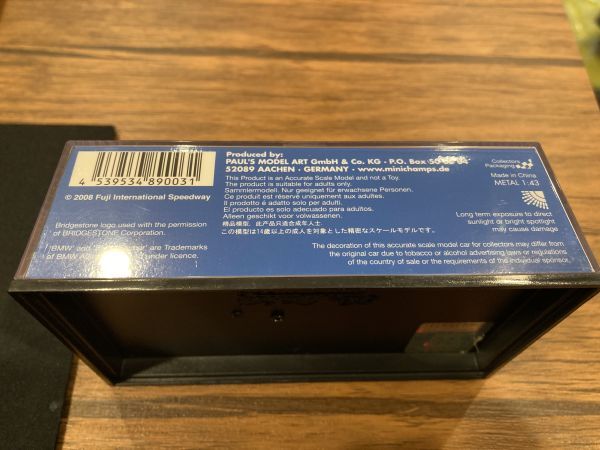 4 539534 890031
© 2008 Fuji International Speedway
Bridgestone logo used with the permission
of BRIDGESTONE Corporation.
"BMW" and are Trademarks
of BMW under licence.
Produced by:
PAUL'S MODEL ART GmbH & Co. KG - P.O. Box
52089 AACHEN - GERMANY - www.minichamps.de
This Product is an Accurate Scale Model and not a Toy.
The product is suitable for adults only.
Sammlermodell. Nur geeignet für erwachsene Personen.
Ce produit est réservé uniquement aux adultes.
Il prodotto è adatto solo per adulti.
El producto es adecuado para adultos.
Alleen geschikt voor volwassenen.
精品模型，此产品只适合成年人士
この模型は14歳以上の成人を対象とした精密なスケールモデルです。
Collectors
Packaging
Made in China
METAL 1:43
Long term exposure to direct
sunlight or bright spotlight
may cause damage
The decoration of this accurate scale model car for collectors may differ from
the original car due to tobacco or alcohol advertising laws or regulations
of the country of sale or the requirements of the individual sponsor.